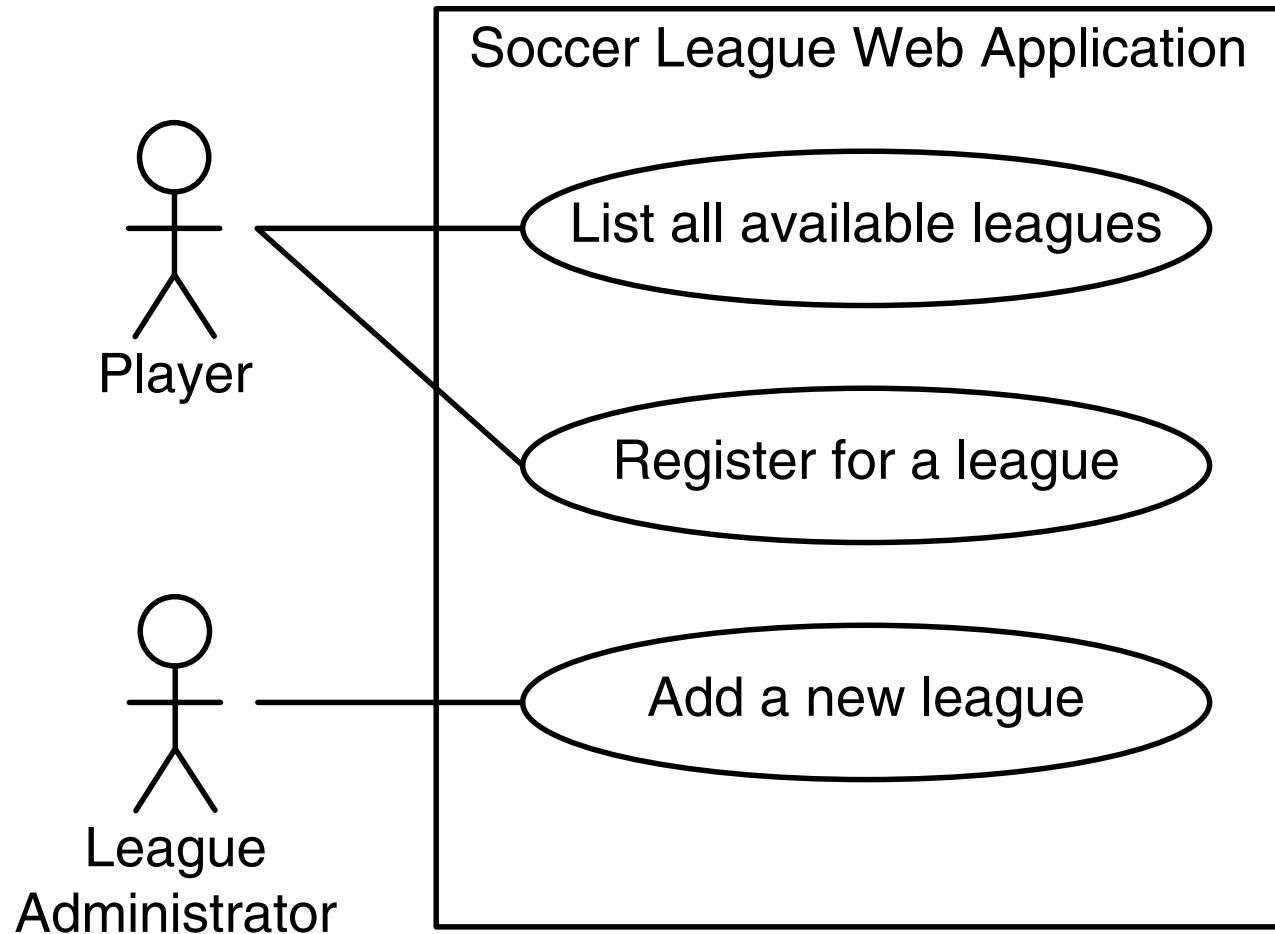 Soccer League Web Application
List all available leagues
Player
Register for a league
Add a new league
League
Administrator